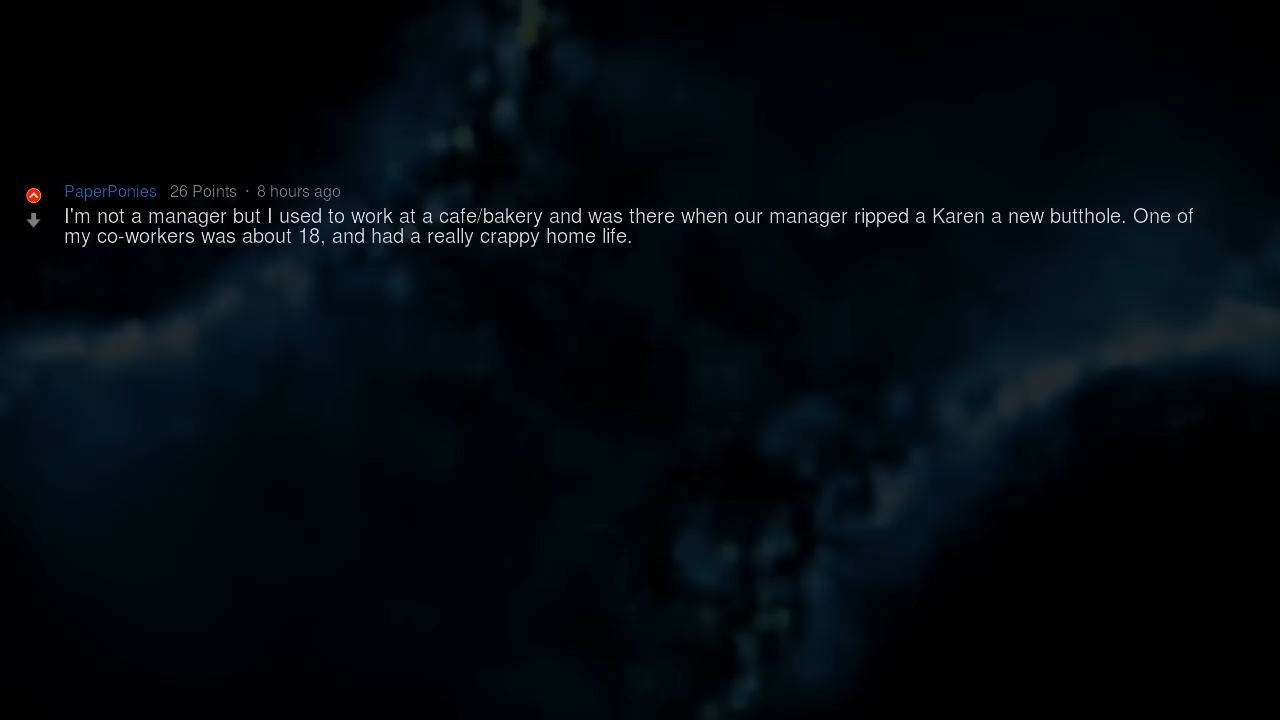 PaperPonies 26 Points · 8 hours ago
I'm not a manager but I used to work at a cafe/bakery and was there when our manager ripped a Karen a new butthole. One of
my co-workers was about 18, and had a really crappy home life.